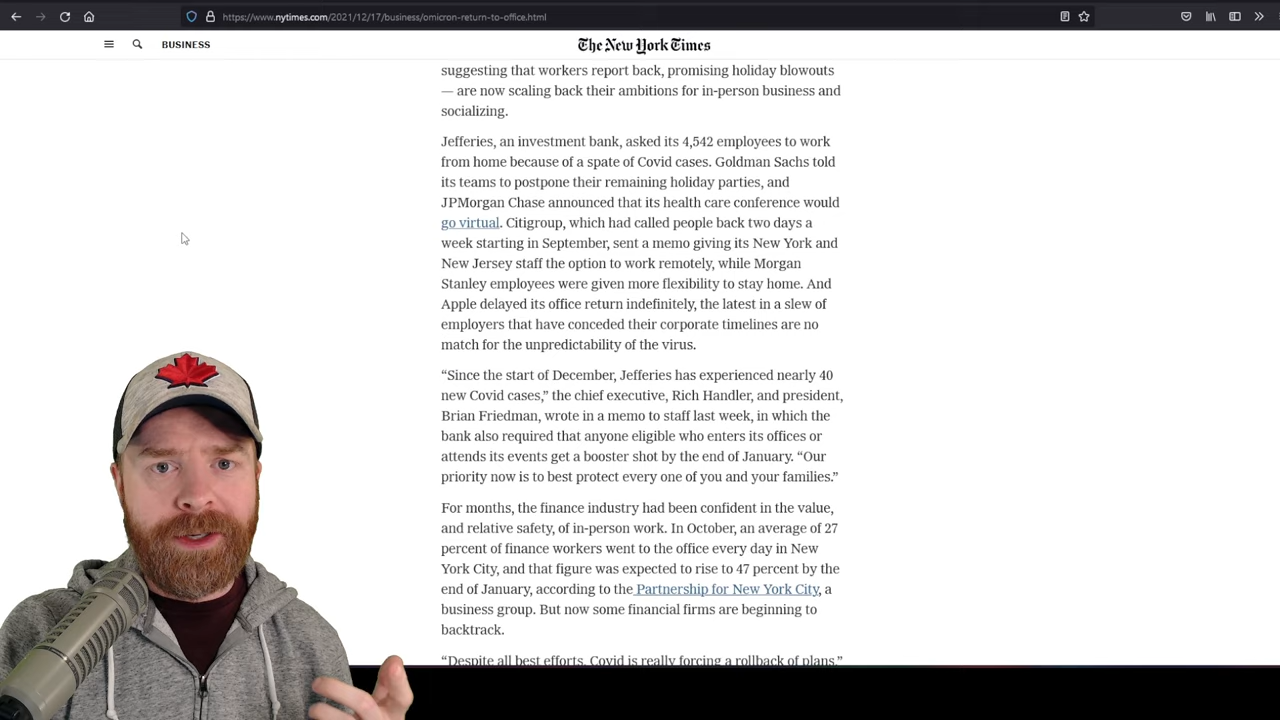 https://www.nytimes.com/2021/12/17/business/omicron-return-to-office.html
BUSINESS
The New York Times
suggesting that workers report back, promising holiday blowouts
— are now scaling back their ambitions for in-person business and
socializing.
Jefferies, an investment bank, asked its 4,542 employees to work
from home because of a spate of Covid cases. Goldman Sachs told
its teams to postpone their remaining holiday parties, and
JPMorgan Chase announced that its health care conference would
go virtual. Citigroup, which had called people back two days a
week starting in September, sent a memo giving its New York and
New Jersey staff the option to work remotely, while Morgan
Stanley employees were given more flexibility to stay home. And
Apple delayed its office return indefinitely, the latest in a slew of
employers that have conceded their corporate timelines are no
match for the unpredictability of the virus.
“Since the start of December, Jefferies has experienced nearly 40
new Covid cases,” the chief executive, Rich Handler, and president,
Brian Friedman, wrote in a memo to staff last week, in which the
bank also required that anyone eligible who enters its offices or
attends its events get a booster shot by the end of January. “Our
priority now is to best protect every one of you and your families.”
For months, the finance industry had been confident in the value,
and relative safety, of in-person work. In October, an average of 27
percent of finance workers went to the office every day in New
York City, and that figure was expected to rise to 47 percent by the
end of January, according to the Partnership for New York City, a
business group. But now some financial firms are beginning to
backtrack.
“Despite all best efforts, Covid is really forcing a rollback of plans,”